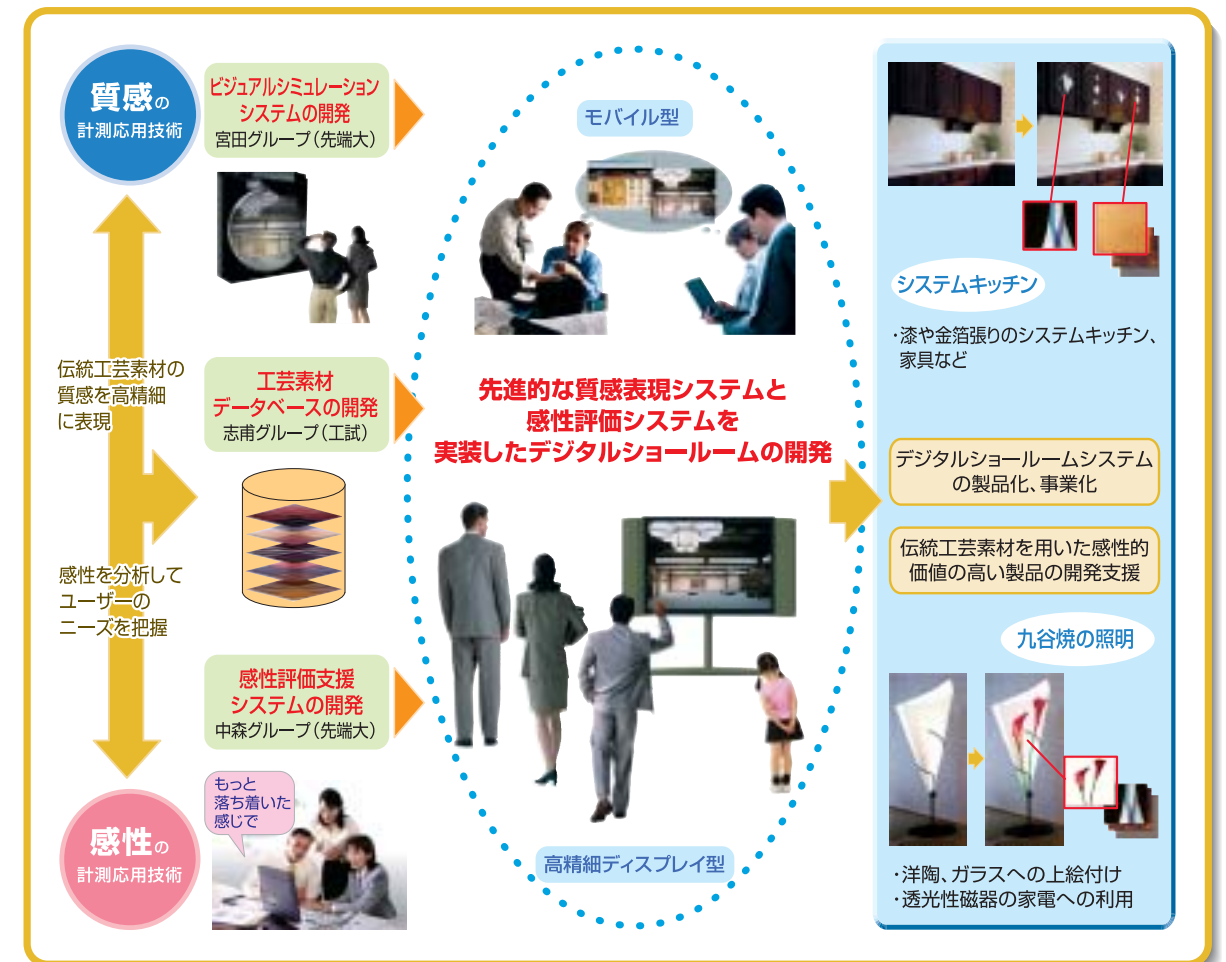 質感の
計測応用技術
伝統工芸素材の
質感を高精細
に表現
感性を分析して
ユーザーの
ニーズを把握
感性の
計測応用技術
ビジュアルシミュレーション
システムの開発
宮田グループ（先端大）
工芸素材
データベースの開発
志甫グループ（工試）
感性評価支援
システムの開発
中森グループ（先端大）
もっと
落ち着いた
感じで
モバイル型
先進的な質感表現システムと
感性評価システムを
実装したデジタルショールームの開発
高精細ディスプレイ型
システムキッチン
・漆や金箔張りのシステムキッチン、
家具など
デジタルショールームシステム
の製品化、事業化
伝統工芸素材を用いた感性的
価値の高い製品の開発支援
九谷焼の照明
・洋陶、ガラスへの上絵付け
・透光性磁器の家電への利用